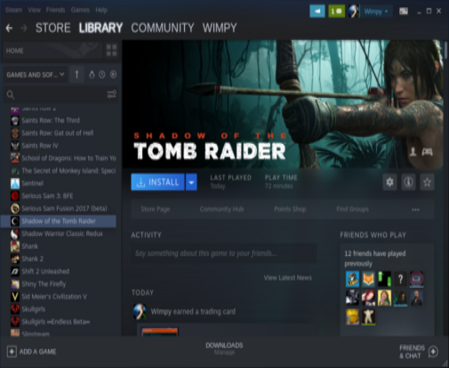 Steam View Friends Games Help
Wimpy
STORE LIBRARY COMMUNITY WIMPY
HOME
GAMES AND SOF...
Saints Row: The Third
Saints Row: Gat out of Hell
Saints Row IV
School of Dragons: How to Train Yo
The Secret of Monkey Island: Speci
Sentinel
Serious Sam 3: BFE
Serious Sam Fusion 2017 (beta)
Shadow of the Tomb Raider
Shadow Warrior Classic Redux
Shank
Shank 2
Shift 2 Unleashed
Shiny The Firefly
Sid Meier's Civilization V
Skullgirls
Skullgirls ∞Endless Beta∞
Slipstream
SHADOW OF THE
TOMB RAIDER
INSTALL
LAST PLAYED
Today
PLAY TIME
72 minutes
Store Page Community Hub Points Shop Find Groups ...
ACTIVITY
Say something about this game to your friends...
View Latest News
TODAY
Wimpy earned a trading card
FRIENDS WHO PLAY
12 friends have played
previously
ADD A GAME
DOWNLOADS
Manage
FRIENDS
& CHAT